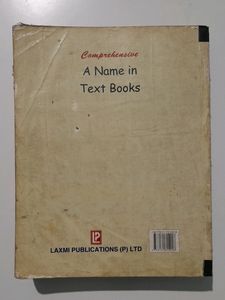 Comprehensive
A Name in
Text Books
LAXMI PUBLICATIONS (P) LTD